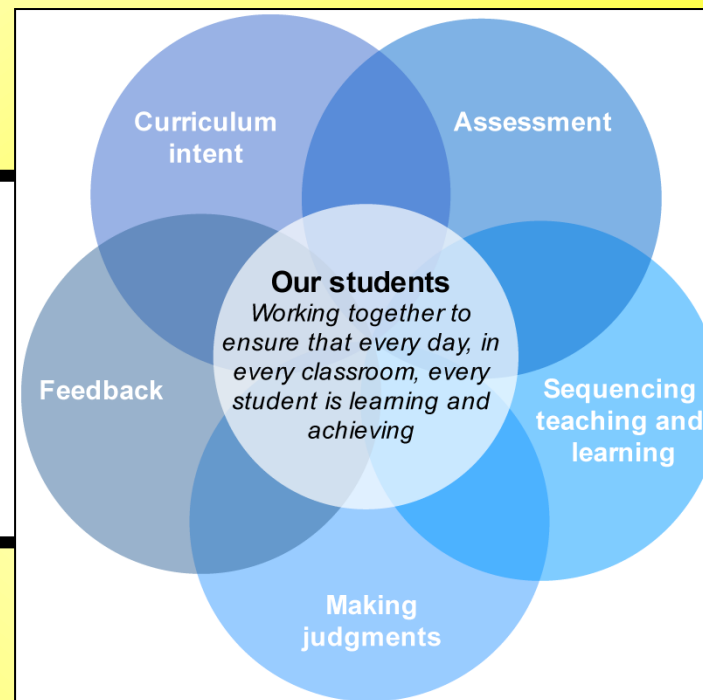 Curriculum
intent
Assessment
Our students
Working together to
ensure that every day, in
every classroom, every
student is learning and
achieving
Feedback
Sequencing
teaching and
learning
Making
judgments